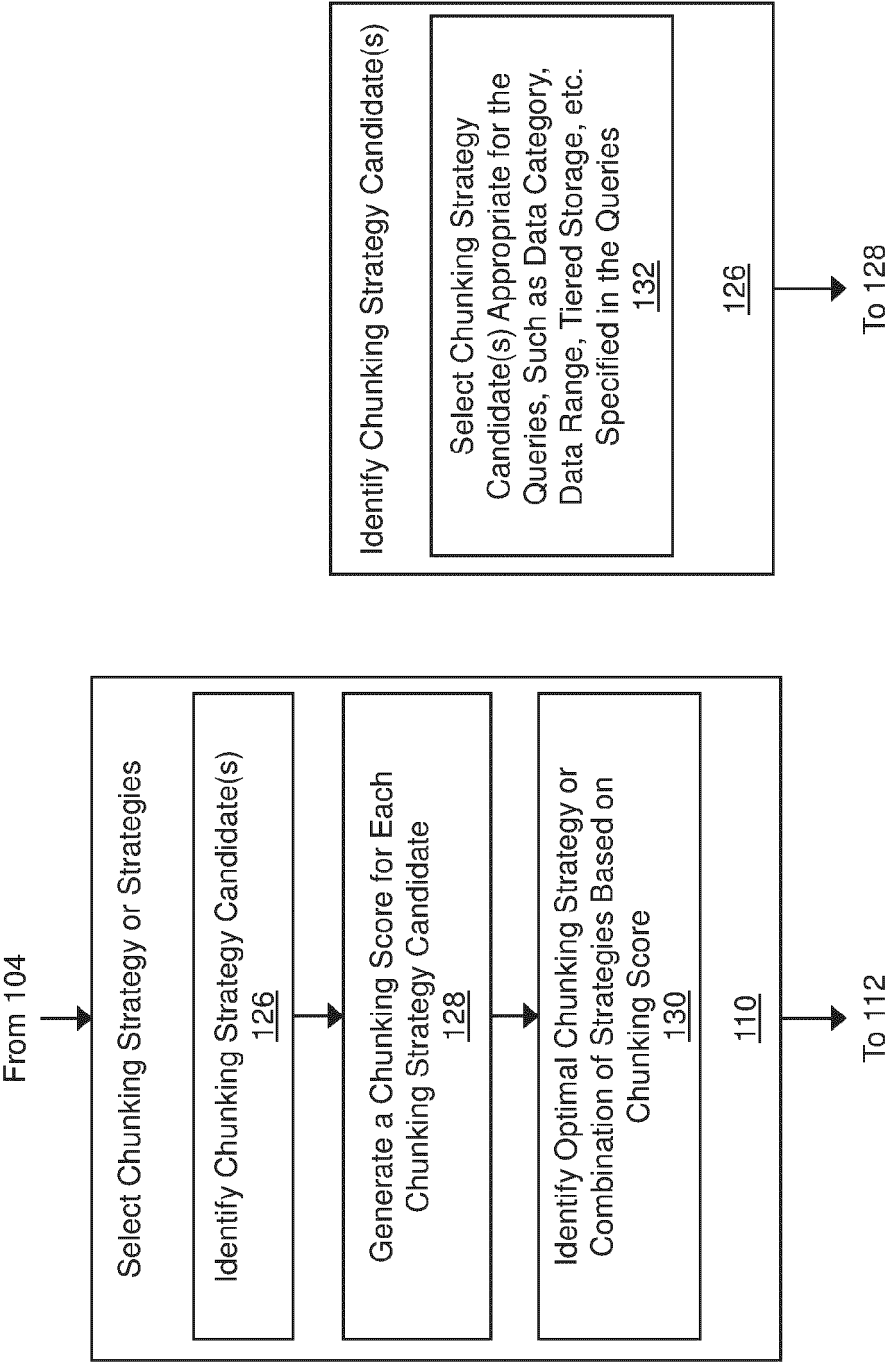 From 104
Select Chunking Strategy or Strategies
Identify Chunking Strategy Candidate(s)
126
Generate a Chunking Score for Each
Chunking Strategy Candidate
128
Identify Optimal Chunking Strategy or
Combination of Strategies Based on
Chunking Score
130
110
To 112
Identify Chunking Strategy Candidate(s)
Select Chunking Strategy
Candidate(s) Appropriate for the
Queries, Such as Data Category,
Data Range, Tiered Storage, etc.
Specified in the Queries
132
126
To 128